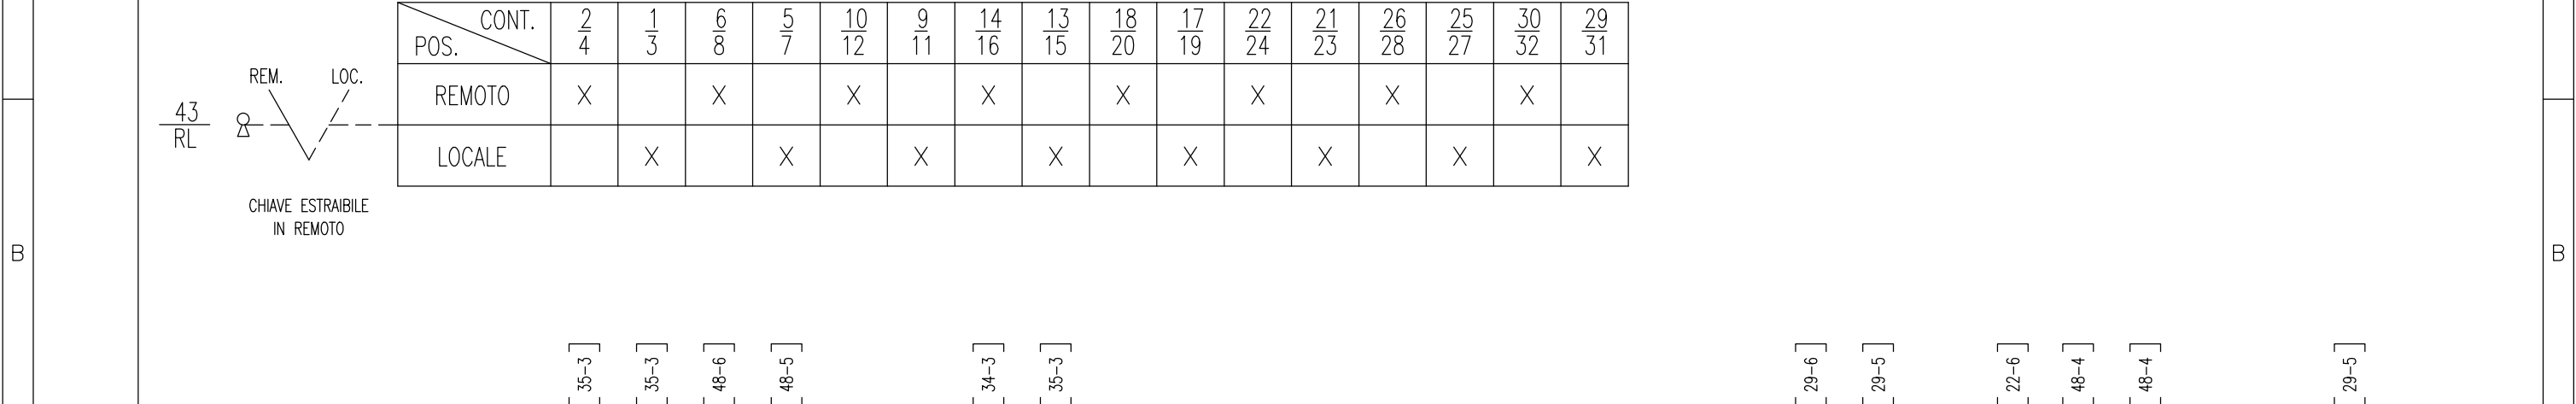 CONT. 2 1 6 5 10 9 14 13 18 17 22 21 26 25 30 29
POS. 4 3 8 7 12 11 16 15 20 19 24 23 28 27 32 31
REM. LOC.
REMOTO X X X X X X X X
43
RL
LOCALE X X X X X X X X
CHIAVE ESTRAIBILE
IN REMOTO
B B
35-3 35-3 48-6 48-5 34-3 35-3 29-6 29-5 22-6 48-4 48-4 29-5